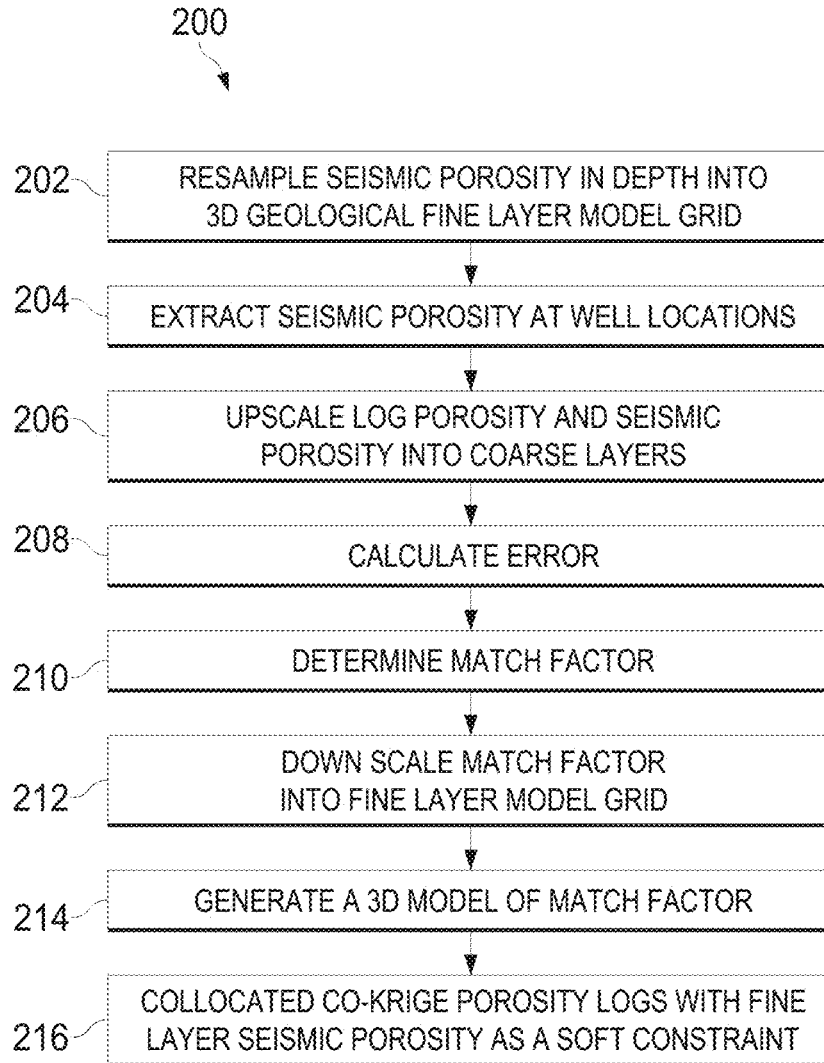 200
202
RESAMPLE SEISMIC POROSITY IN DEPTH INTO
3D GEOLOGICAL FINE LAYER MODEL GRID
204
EXTRACT SEISMIC POROSITY AT WELL LOCATIONS
206
UPSCALE LOG POROSITY AND SEISMIC
POROSITY INTO COARSE LAYERS
208
CALCULATE ERROR
210
DETERMINE MATCH FACTOR
212
DOWN SCALE MATCH FACTOR
INTO FINE LAYER MODEL GRID
214
GENERATE A 3D MODEL OF MATCH FACTOR
216
COLLOCATED CO-KRIGE POROSITY LOGS WITH FINE
LAYER SEISMIC POROSITY AS A SOFT CONSTRAINT